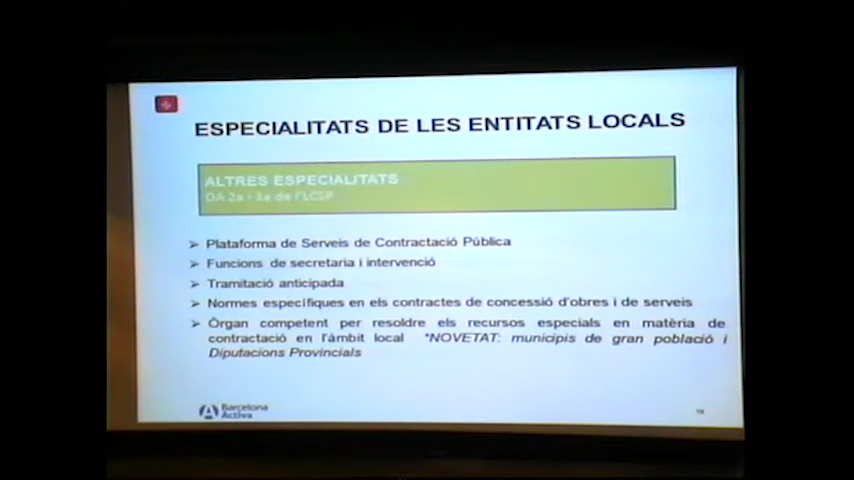 ESPECIALITATS DE LES ENTITATS LOCALS
ALTRES ESPECIALITATS
DA 2a i 3a de l'LCSP
➢ Plataforma de Serveis de Contractació Pública
➢ Funcions de secretaria i intervenció
➢ Tramitació anticipada
➢ Normes específiques en els contractes de concessió d'obres i de serveis
➢ Òrgan competent per resoldre els recursos especials en matèria de
contractació en l'àmbit local *NOVETAT: municipis de gran població i
Diputacions Provincials
Barcelona
Activa